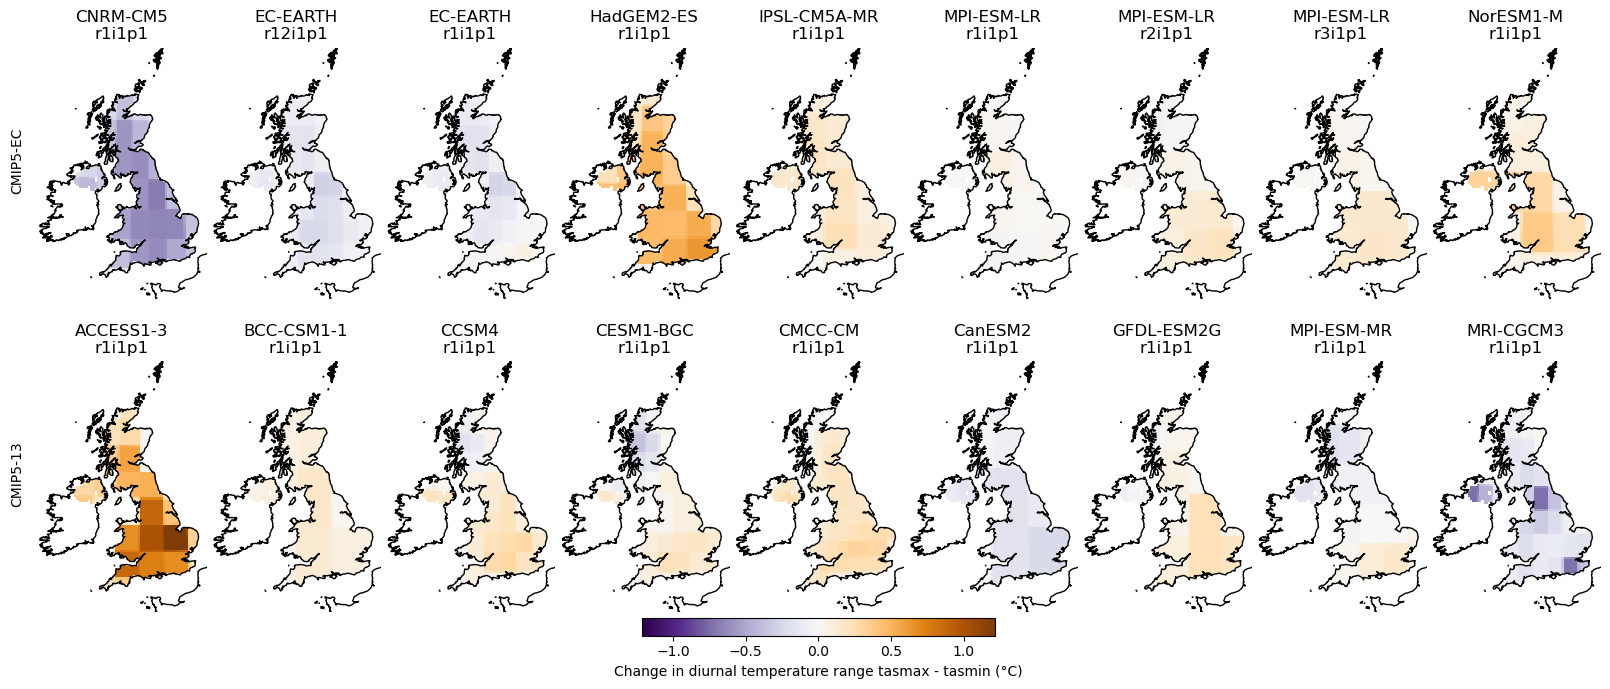 CNRM-CM5 EC-EARTH EC-EARTH HadGEM2-ES IPSL-CM5A-MR MPI-ESM-LR MPI-ESM-LR MPI-ESM-LR NorESM1-M
r1i1p1 r12i1p1 r1i1p1 r1i1p1 r1i1p1 r1i1p1 r2i1p1 r3i1p1 r1i1p1
CMIP5-EC
ACCESS1-3 BCC-CSM1-1 CCSM4 CESM1-BGC CMCC-CM CanESM2 GFDL-ESM2G MPI-ESM-MR MRI-CGCM3
r1i1p1 r1i1p1 r1i1p1 r1i1p1 r1i1p1 r1i1p1 r1i1p1 r1i1p1 r1i1p1
CMIP5-13
−1.0 −0.5 0.0 0.5 1.0
Change in diurnal temperature range tasmax - tasmin (°C)